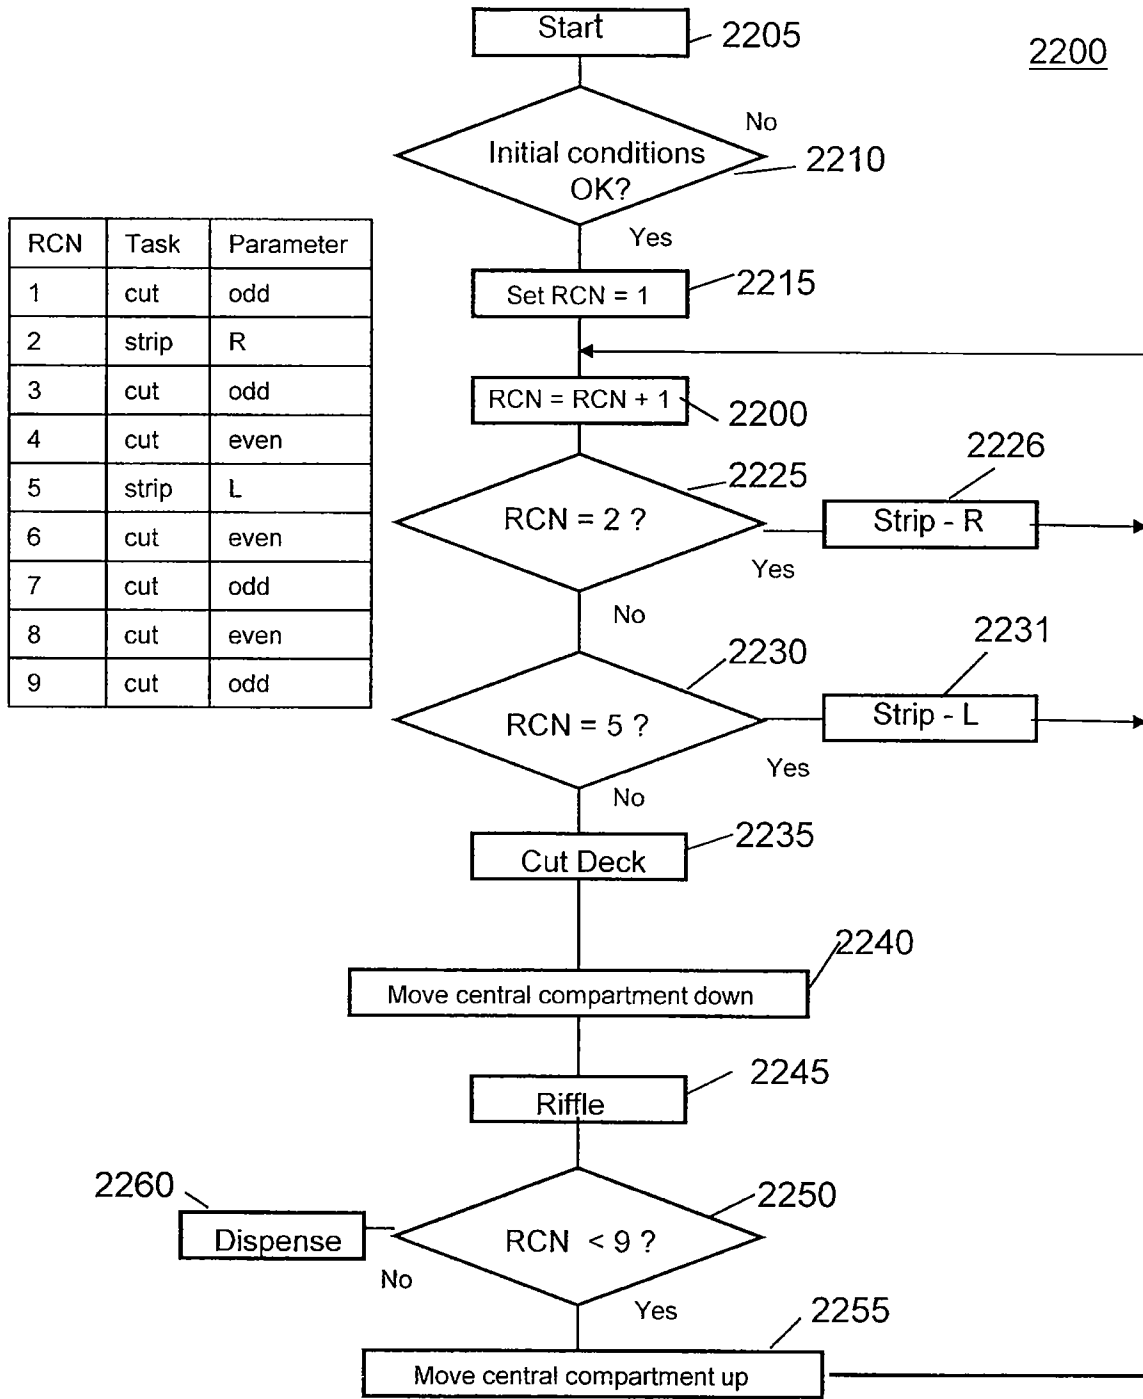 Start
2205
2200
No
Initial conditions
OK?
2210
Yes
RCN Task Parameter
1 cut odd
2 strip R
3 cut odd
4 cut even
5 strip L
6 cut even
7 cut odd
8 cut even
9 cut odd
Set RCN = 1
2215
RCN = RCN + 1
2200
2225
2226
RCN = 2 ?
Strip - R
Yes
No
2230
2231
RCN = 5 ?
Strip - L
Yes
No
2235
Cut Deck
2240
Move central compartment down
2245
Riffle
2260
2250
Dispense
RCN < 9 ?
No
Yes
2255
Move central compartment up